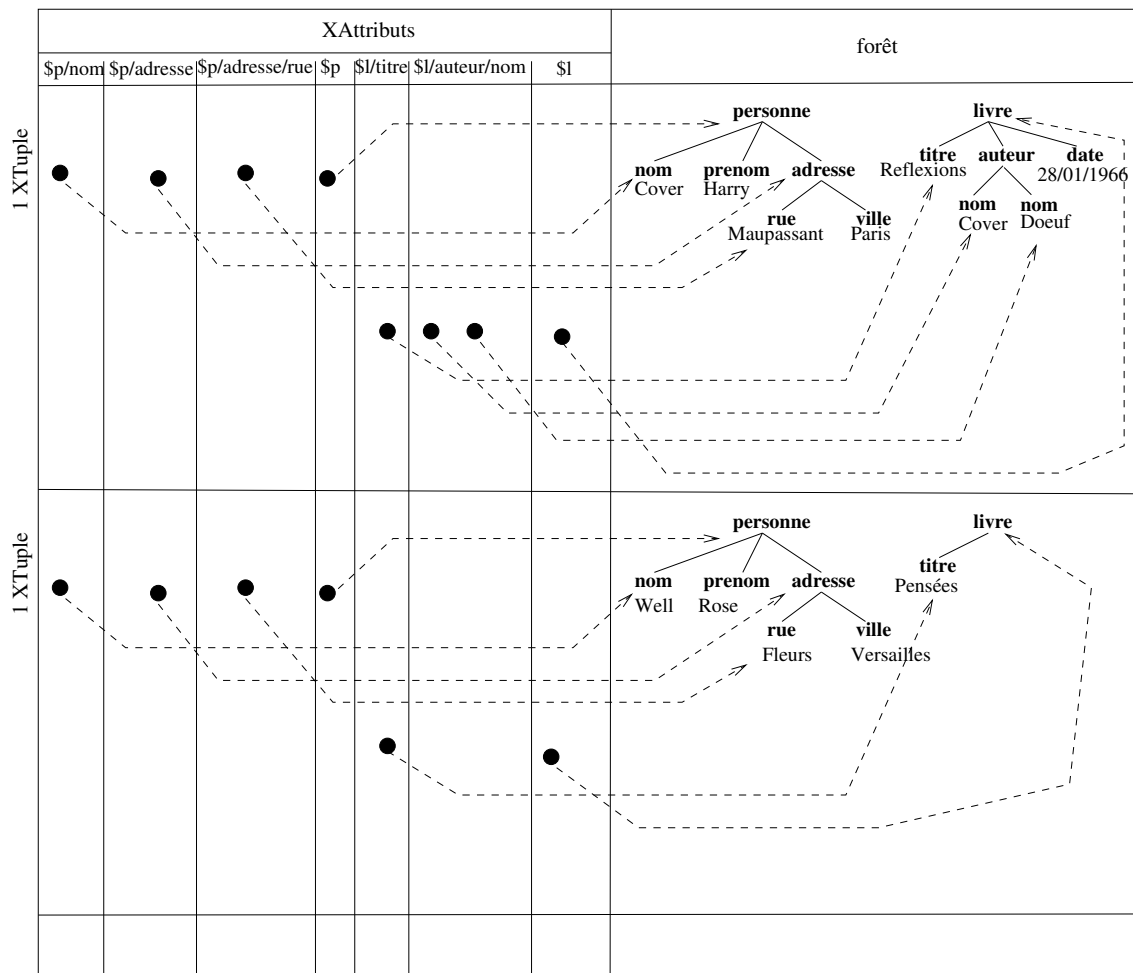 XAttributs
forêt
$p/nom $p/adresse $p/adresse/rue $p $l/titre $l/auteur/nom $l
1 XTuple
personne livre
titre auteur date
Reflexions 28/01/1966
nom prenom adresse
Cover Harry
nom nom
Cover Doeuf
rue ville
Maupassant Paris
1 XTuple
personne livre
titre
Pensées
nom prenom adresse
Well Rose
rue ville
Fleurs Versailles